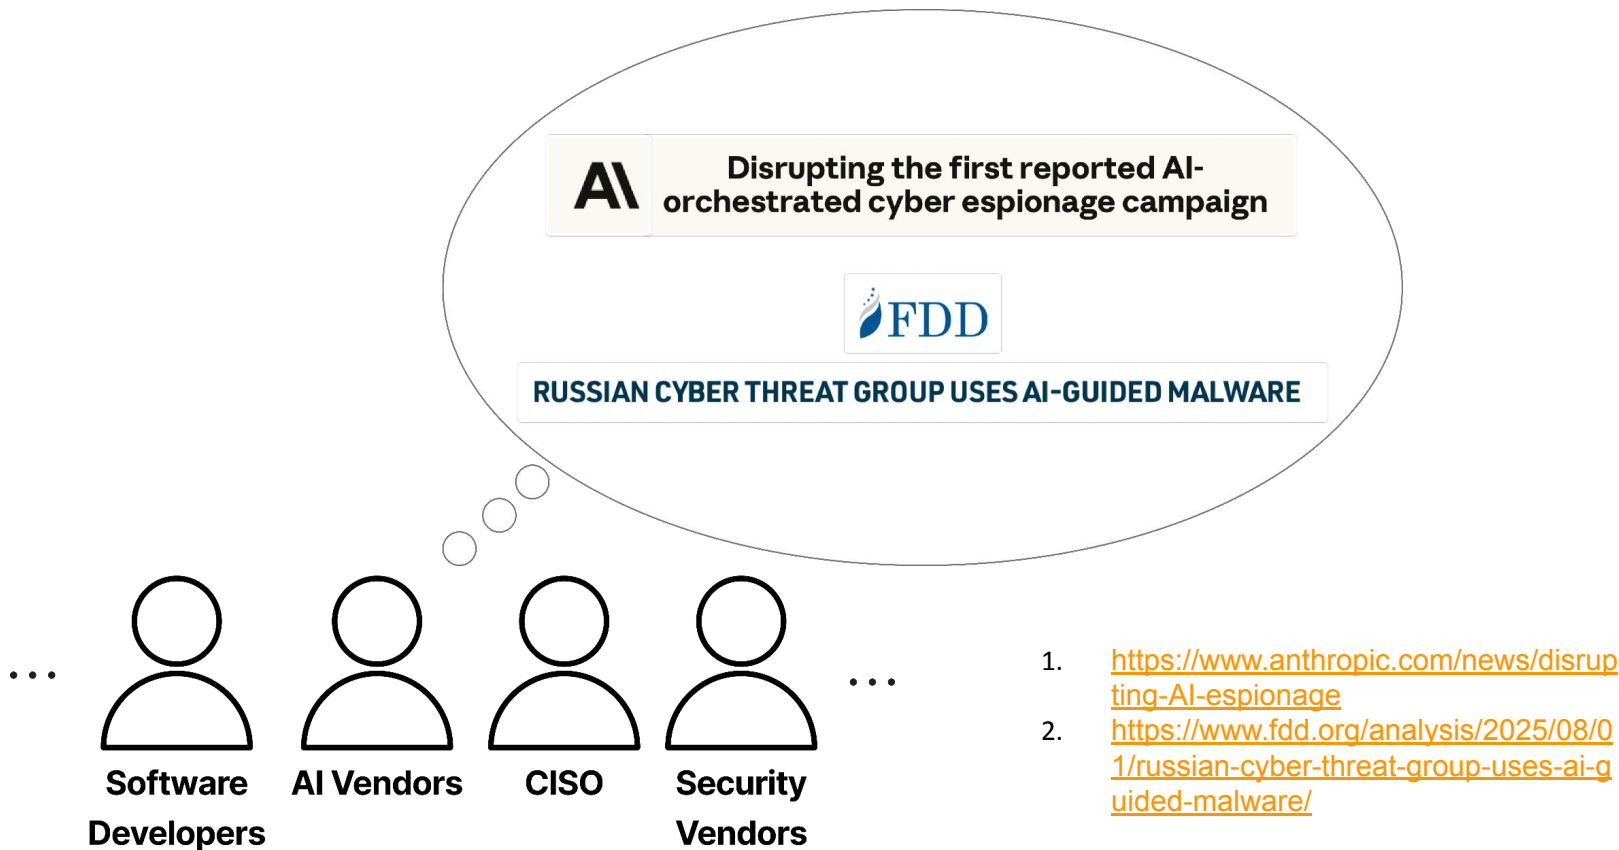 AI
Disrupting the first reported AI-
orchestrated cyber espionage campaign
FDD
RUSSIAN CYBER THREAT GROUP USES AI-GUIDED MALWARE
...
Software
Developers
AI Vendors
CISO
Security
Vendors
...
1. https://www.anthropic.com/news/disrup
ting-AI-espionage
2. https://www.fdd.org/analysis/2025/08/0
1/russian-cyber-threat-group-uses-ai-g
uided-malware/